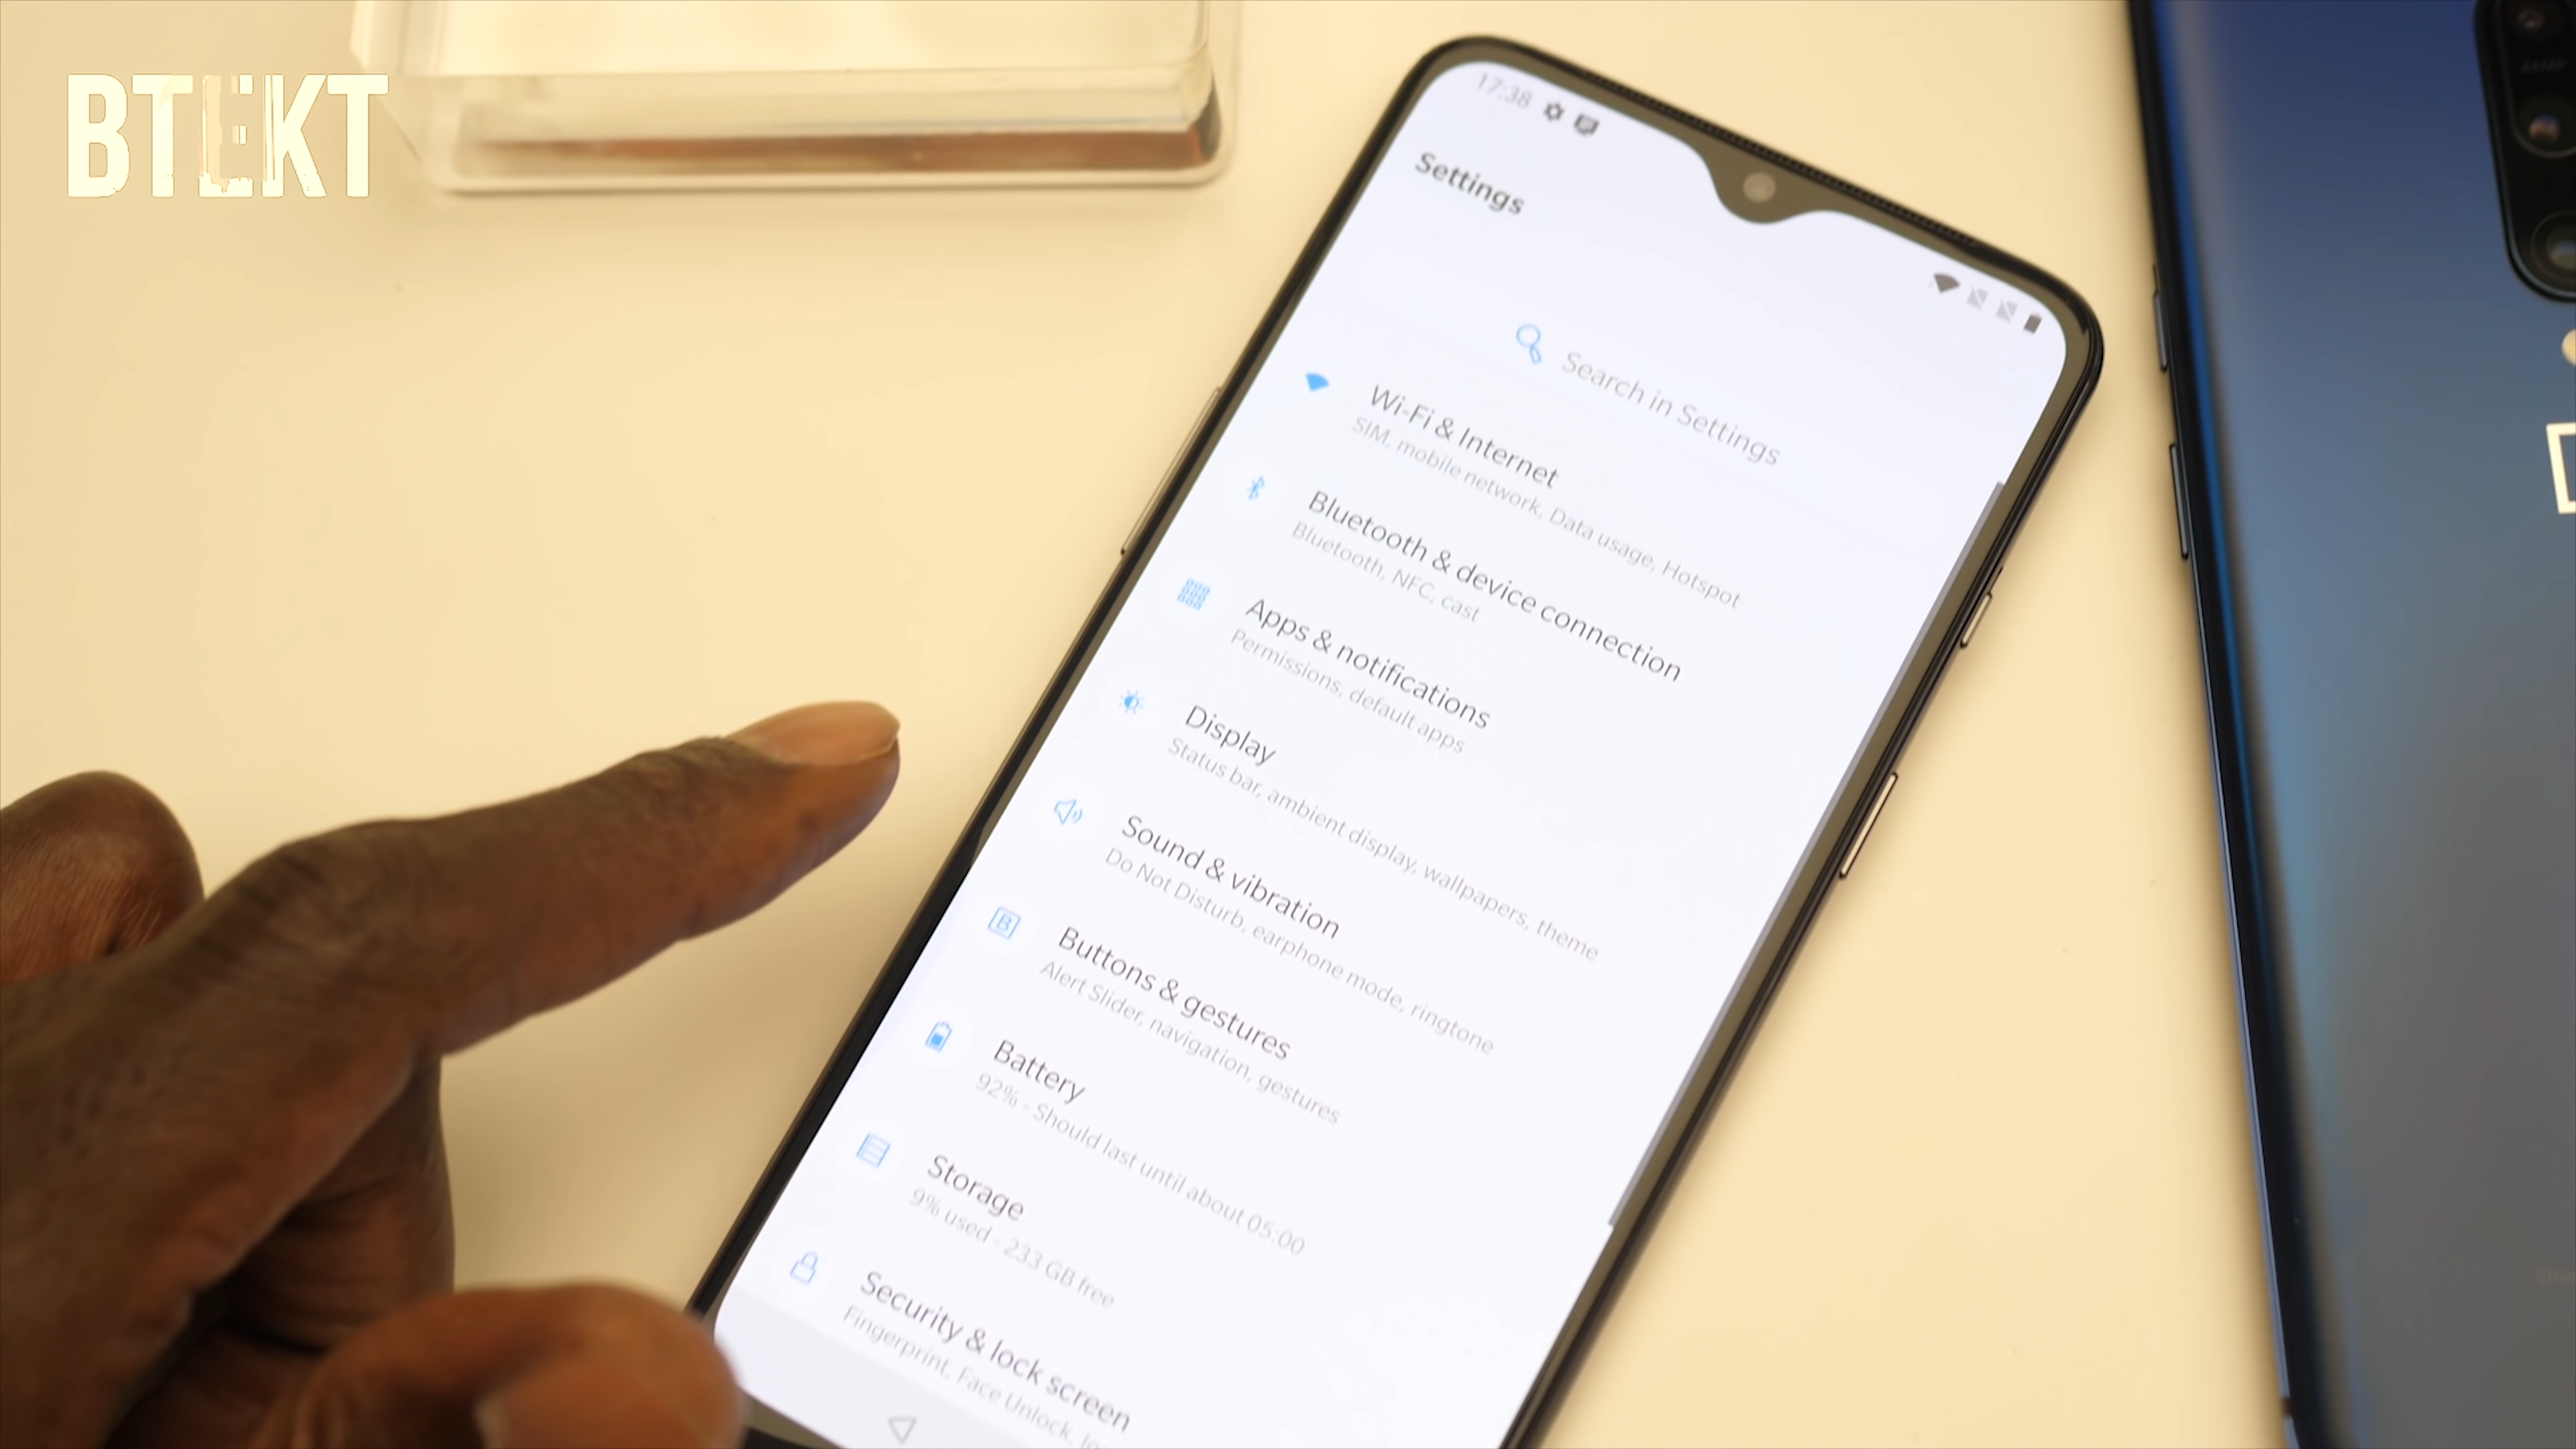 BTEKT
17:38
Settings
Search in Settings
Wi-Fi & Internet
SIM, mobile network, Data usage, Hotspot
Bluetooth & device connection
Bluetooth, NFC, cast
Apps & notifications
Permissions, default apps
Display
Status bar, ambient display, wallpapers, theme
Sound & vibration
Do Not Disturb, earphone mode, ringtone
Buttons & gestures
Alert Slider, navigation, gestures
Battery
92% - Should last until about 05:00
Storage
9% used - 233 GB free
Security & lock screen
Fingerprint, Face Unlock,